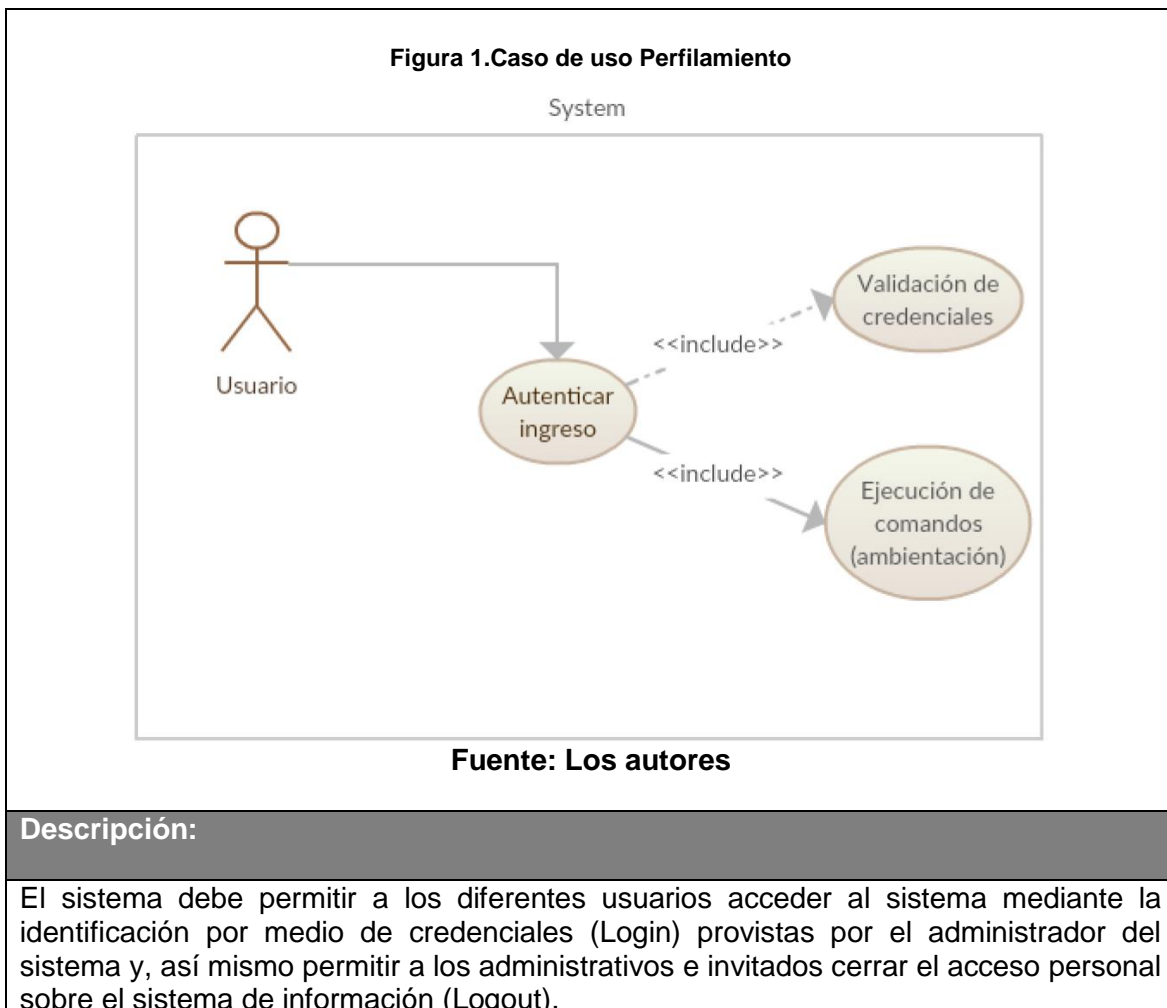 Figura 1.Caso de uso Perfilamiento
System
Usuario
Autenticar
ingreso
<<include>>
Validación de
credenciales
<<include>>
Ejecución de
comandos
(ambientación)
Fuente: Los autores
Descripción:
El sistema debe permitir a los diferentes usuarios acceder al sistema mediante la
identificación por medio de credenciales (Login) provistas por el administrador del
sistema y, así mismo permitir a los administrativos e invitados cerrar el acceso personal
sobre el sistema de información (Logout).